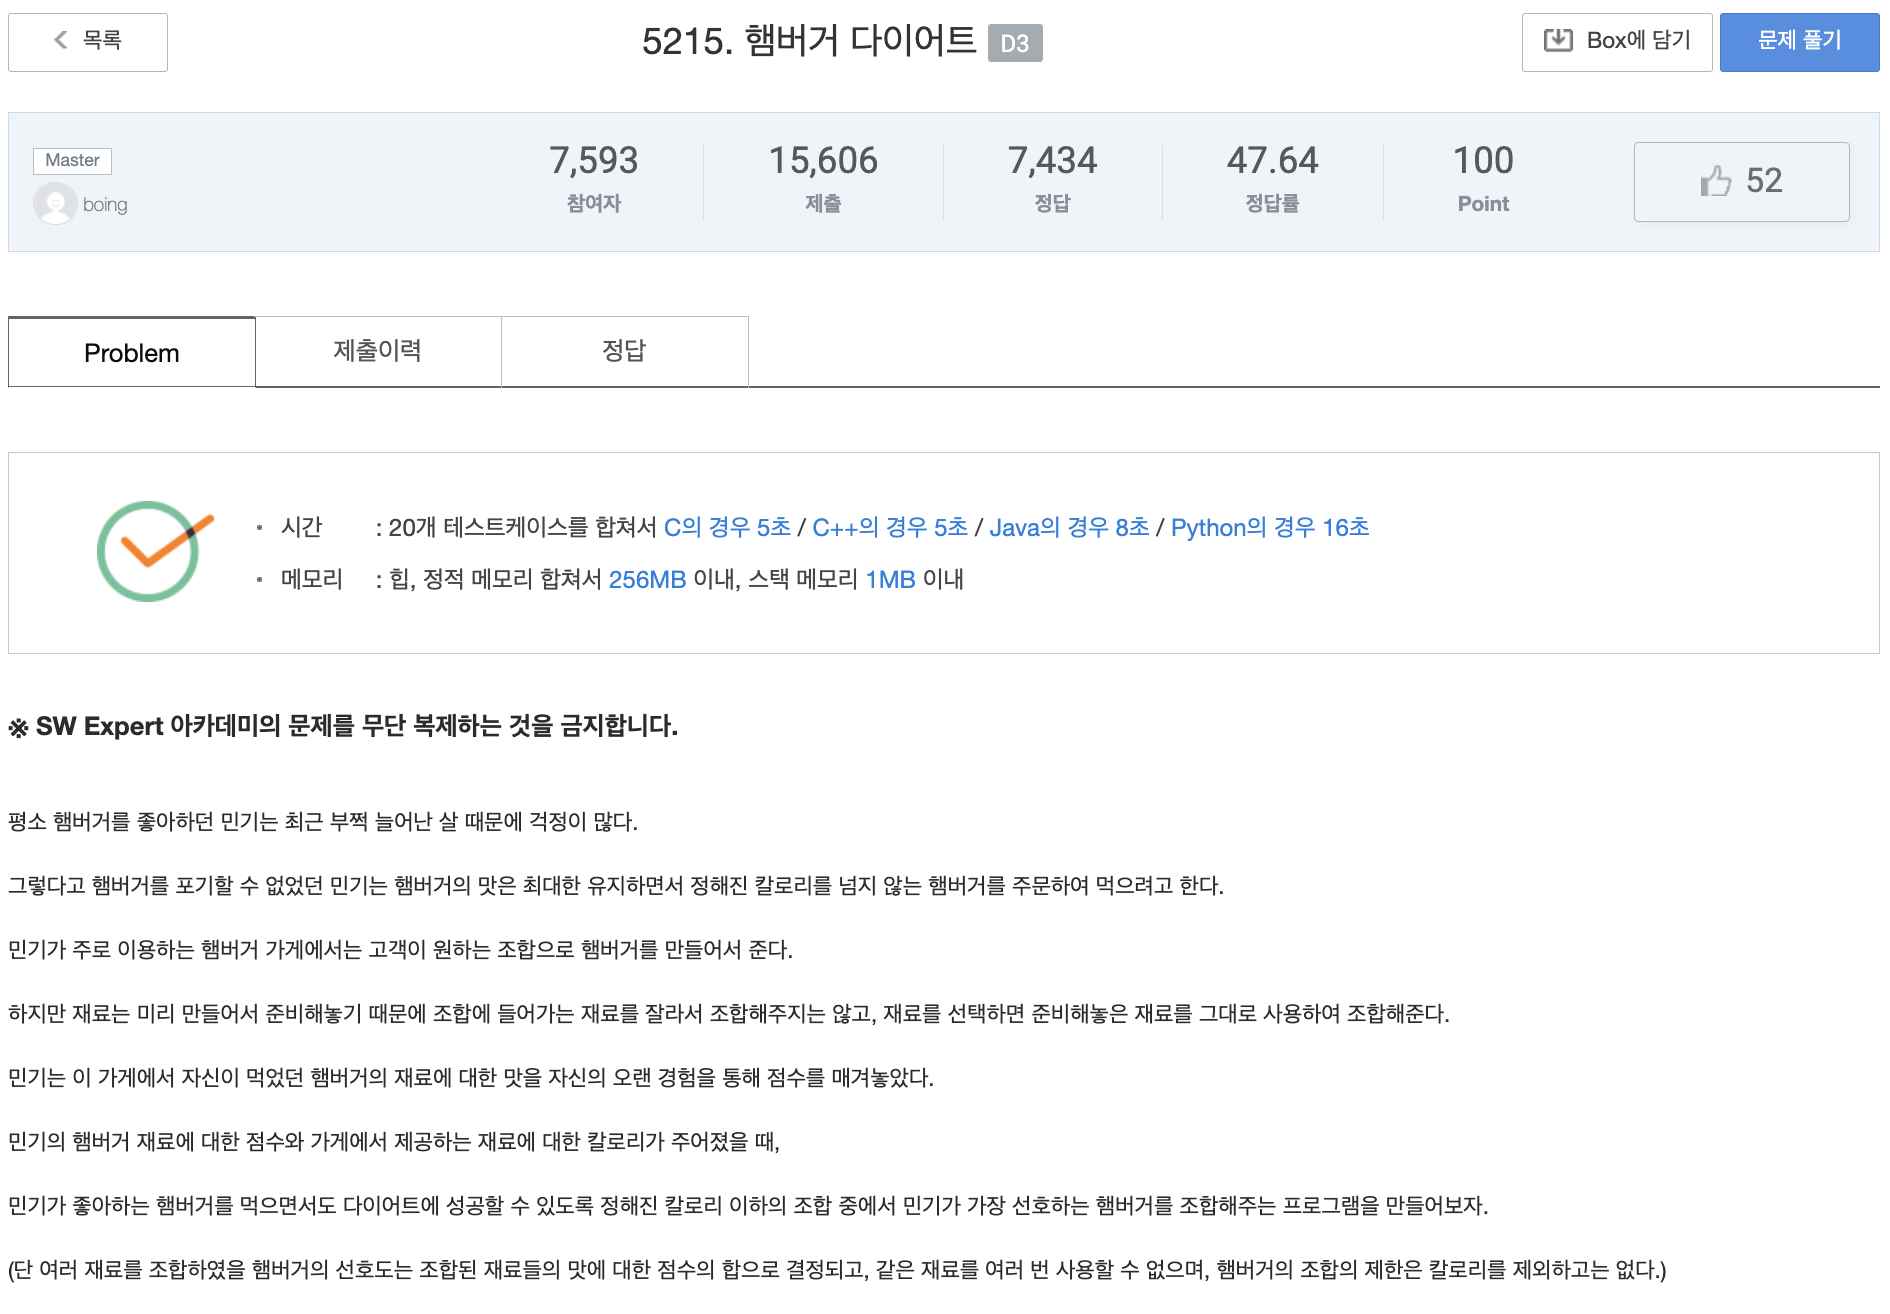 목록
5215. 햄버거 다이어트 D3
Box에 담기
문제 풀기
Master
boing
7,593
참여자
15,606
제출
7,434
정답
47.64
정답률
100
Point
52
Problem
제출이력
정답
· 시간 : 20개 테스트케이스를 합쳐서 C의 경우 5초 / C++의 경우 5초 / Java의 경우 8초 / Python의 경우 16초
· 메모리 : 힙, 정적 메모리 합쳐서 256MB 이내, 스택 메모리 1MB 이내
※ SW Expert 아카데미의 문제를 무단 복제하는 것을 금지합니다.
평소 햄버거를 좋아하던 민기는 최근 부쩍 늘어난 살 때문에 걱정이 많다.
그렇다고 햄버거를 포기할 수 없었던 민기는 햄버거의 맛은 최대한 유지하면서 정해진 칼로리를 넘지 않는 햄버거를 주문하여 먹으려고 한다.
민기가 주로 이용하는 햄버거 가게에서는 고객이 원하는 조합으로 햄버거를 만들어서 준다.
하지만 재료는 미리 만들어서 준비해놓기 때문에 조합에 들어가는 재료를 잘라서 조합해주지는 않고, 재료를 선택하면 준비해놓은 재료를 그대로 사용하여 조합해준다.
민기는 이 가게에서 자신이 먹었던 햄버거의 재료에 대한 맛을 자신의 오랜 경험을 통해 점수를 매겨놓았다.
민기의 햄버거 재료에 대한 점수와 가게에서 제공하는 재료에 대한 칼로리가 주어졌을 때,
민기가 좋아하는 햄버거를 먹으면서도 다이어트에 성공할 수 있도록 정해진 칼로리 이하의 조합 중에서 민기가 가장 선호하는 햄버거를 조합해주는 프로그램을 만들어보자.
(단 여러 재료를 조합하였을 햄버거의 선호도는 조합된 재료들의 맛에 대한 점수의 합으로 결정되고, 같은 재료를 여러 번 사용할 수 없으며, 햄버거의 조합의 제한은 칼로리를 제외하고는 없다.)